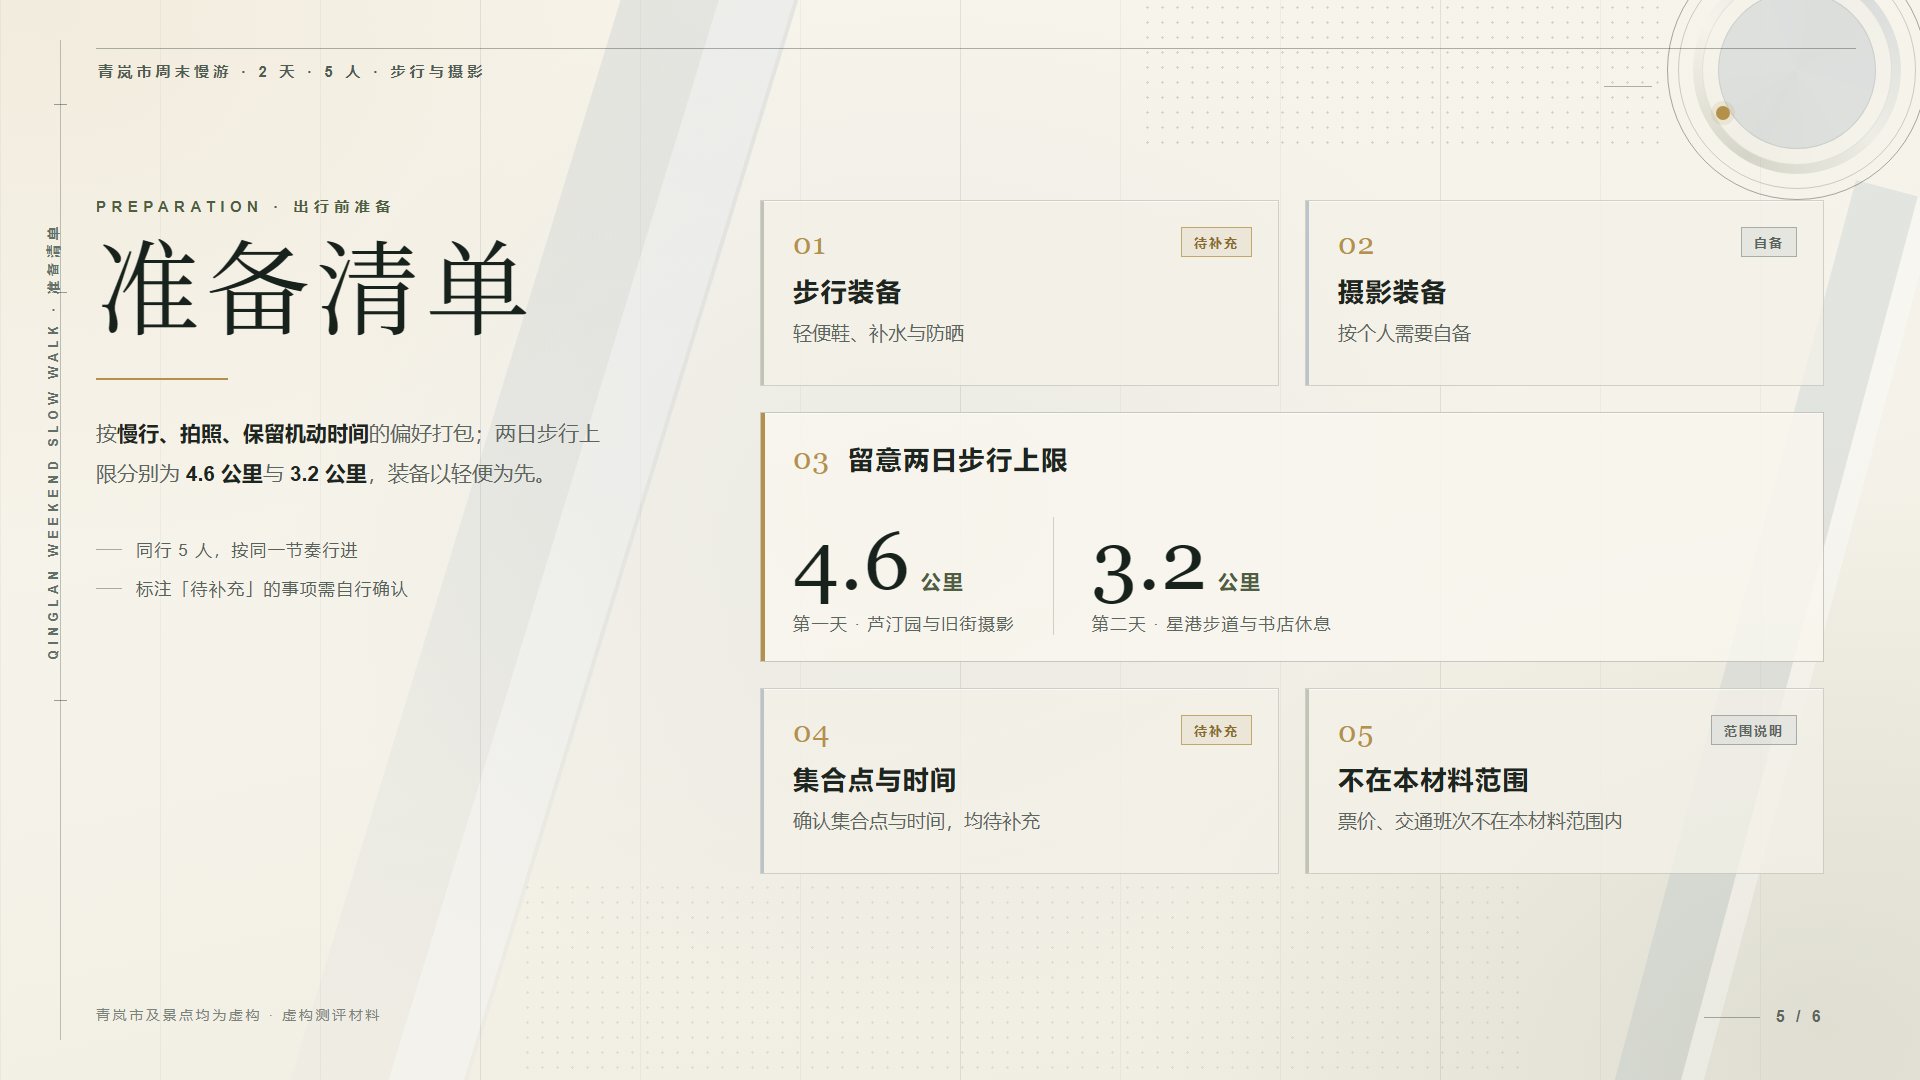 青岚市周末慢游 · 2 天 · 5 人 · 步行与摄影
QINGLAN WEEKEND SLOW WALK · 准备清单
PREPARATION · 出行前准备
准备清单
按慢行、拍照、保留机动时间的偏好打包；两日步行上
限分别为 4.6 公里与 3.2 公里，装备以轻便为先。
同行 5 人，按同一节奏行进
标注「待补充」的事项需自行确认
01
待补充
步行装备
轻便鞋、补水与防晒
02
自备
摄影装备
按个人需要自备
03 留意两日步行上限
4.6 公里
第一天 · 芦汀园与旧街摄影
3.2 公里
第二天 · 星港步道与书店休息
04
待补充
集合点与时间
确认集合点与时间，均待补充
05
范围说明
不在本材料范围
票价、交通班次不在本材料范围内
青岚市及景点均为虚构 · 虚构测评材料
5 / 6